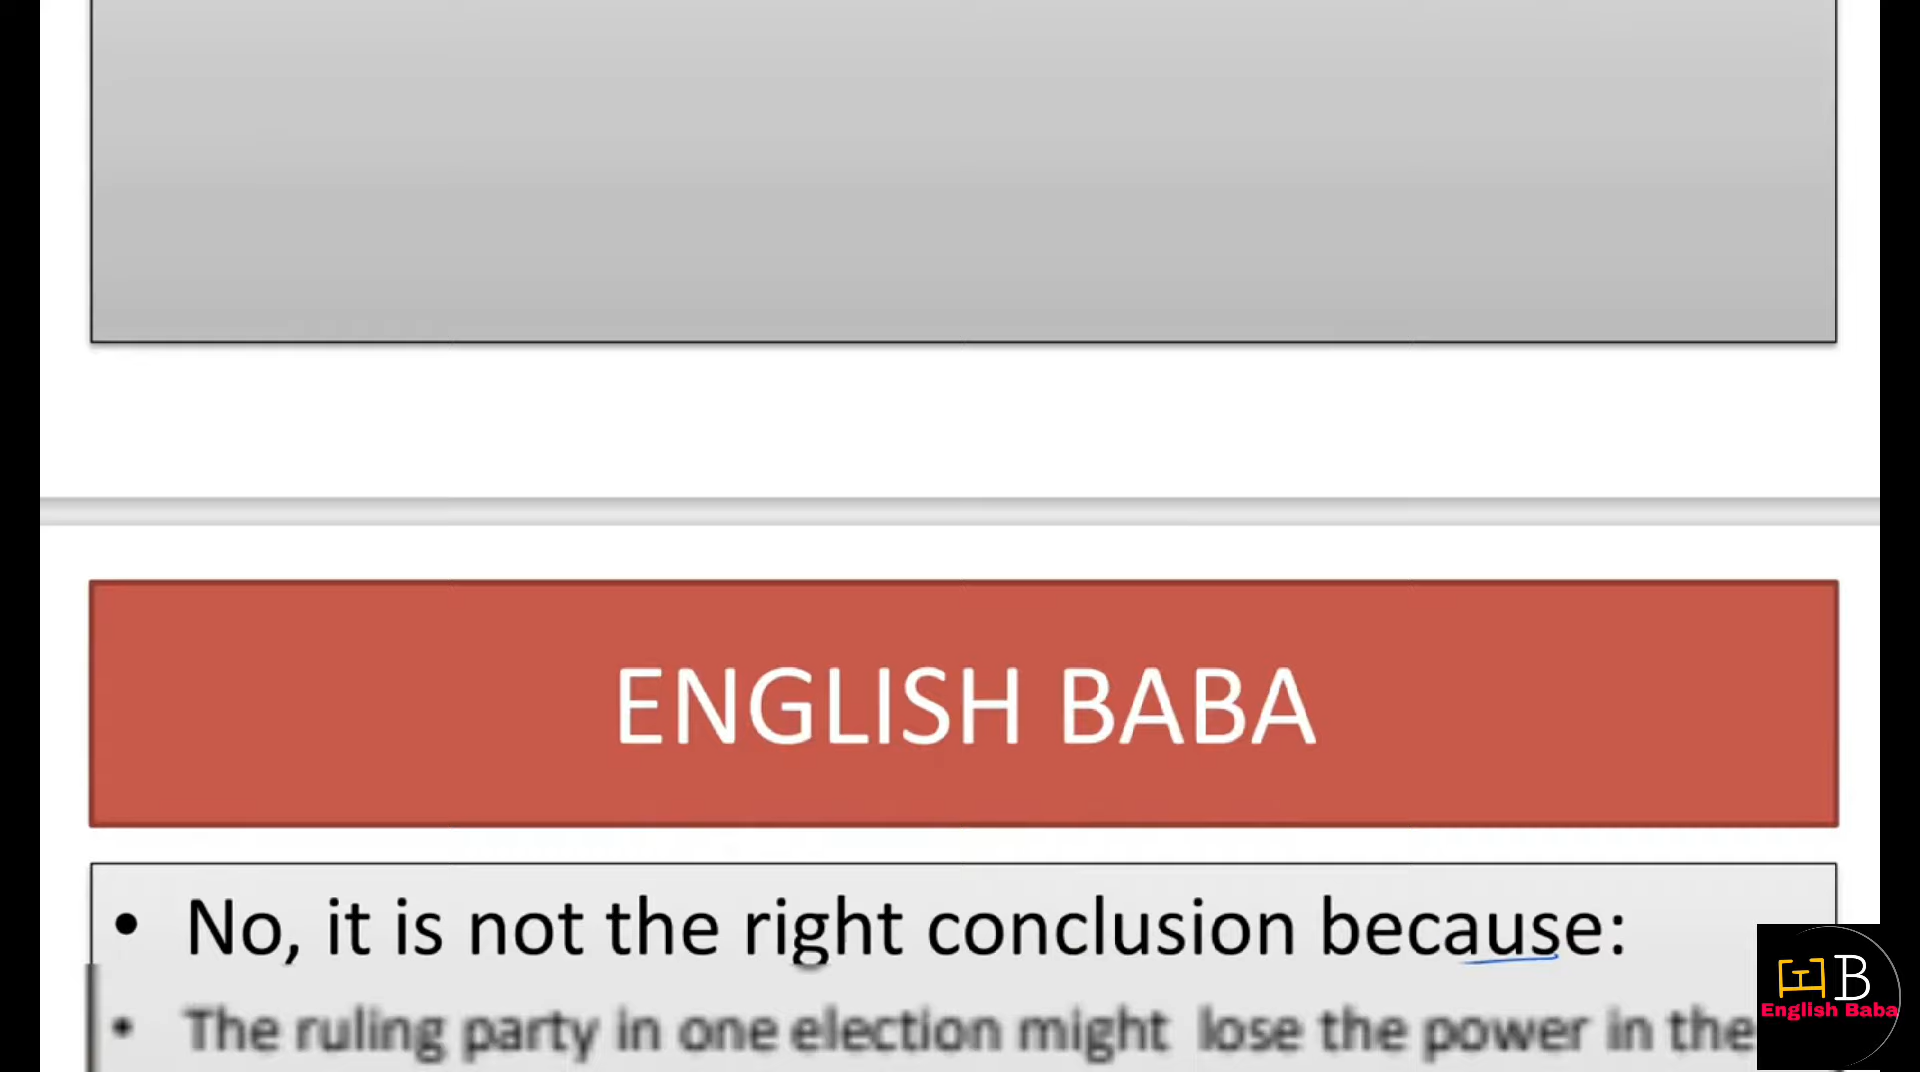 ENGLISH BABA
• No, it is not the right conclusion because:
• The ruling party in one election might lose the power in the
B
English Baba